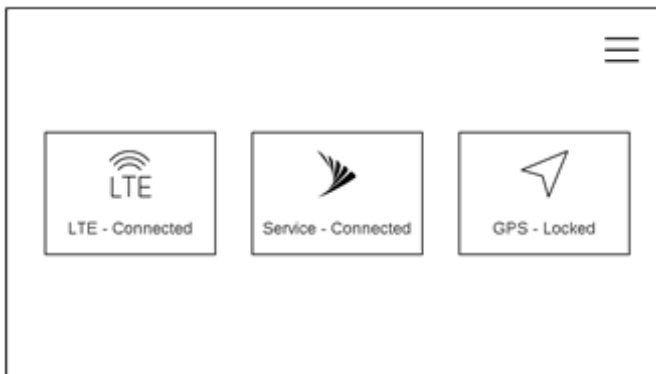 LTE
LTE - Connected
Service - Connected
GPS - Locked